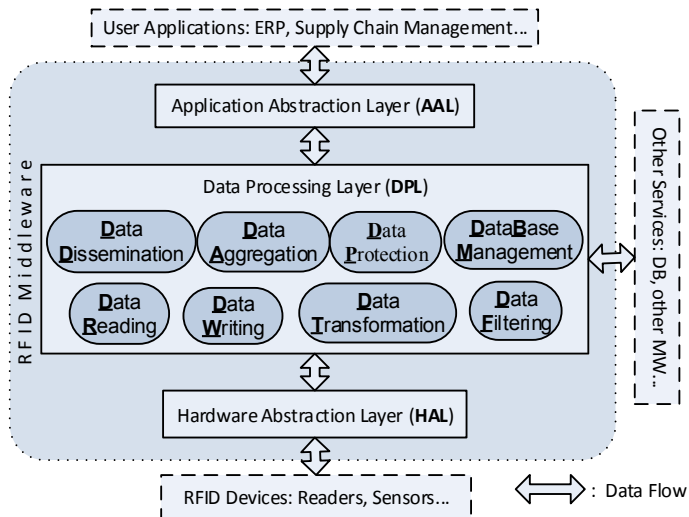 User Applications: ERP, Supply Chain Management...
Application Abstraction Layer (AAL)
RFID Middleware
Data Processing Layer (DPL)
Data
Dissemination
Data
Aggregation
Data
Protection
DataBase
Management
Data
Reading
Data
Writing
Data
Transformation
Data
Filtering
Other Services: DB, other MW...
Hardware Abstraction Layer (HAL)
RFID Devices: Readers, Sensors...
: Data Flow